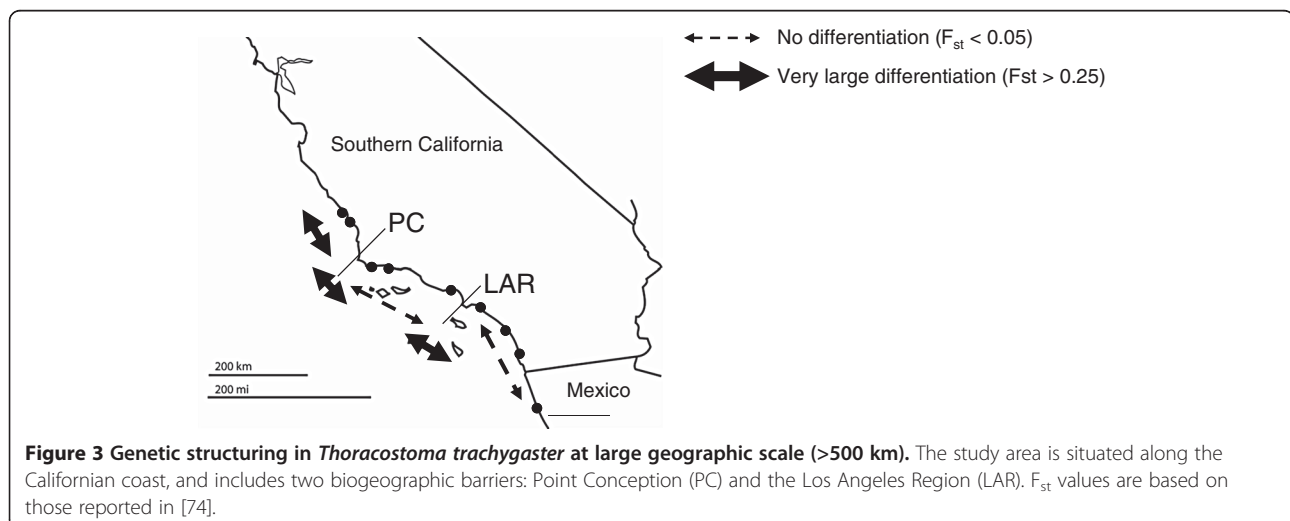 No differentiation (Fst < 0.05)
Very large differentiation (Fst > 0.25)
Southern California
PC
LAR
200 km
200 mi
Mexico
Figure 3 Genetic structuring in Thoracostoma trachygaster at large geographic scale (>500 km). The study area is situated along the
Californian coast, and includes two biogeographic barriers: Point Conception (PC) and the Los Angeles Region (LAR). Fst values are based on
those reported in [74].